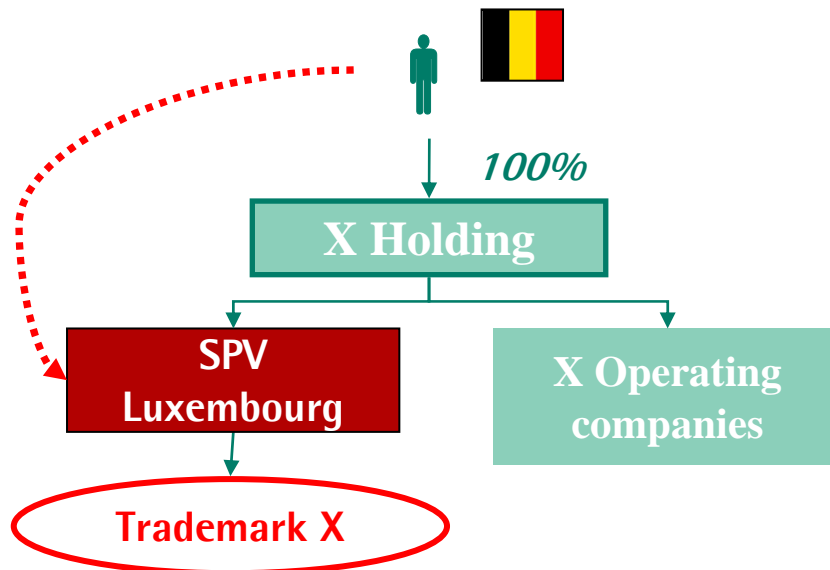 100%
X Holding
SPV
Luxembourg
X Operating
companies
Trademark X